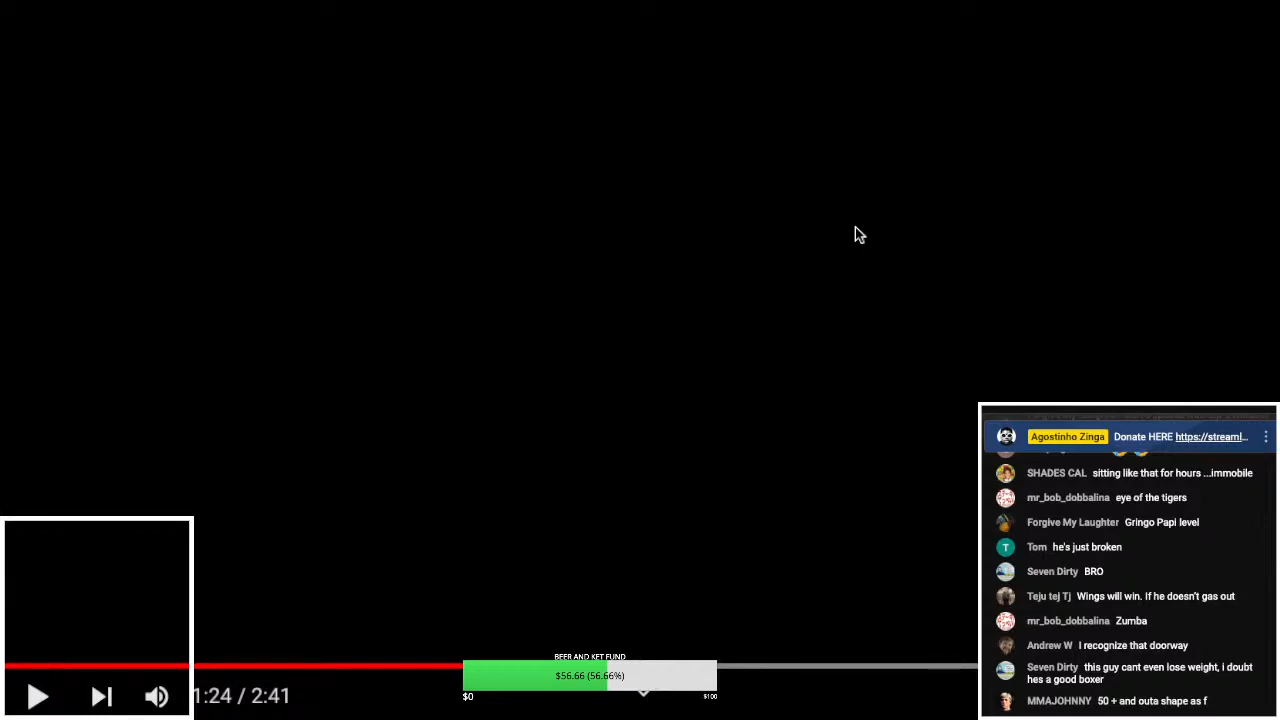 Agostinho Zinga Donate HERE https://streaml...
SHADES CAL sitting like that for hours ...immobile
mr_bob_dobbalina eye of the tigers
Forgive My Laughter Gringo Papi level
T Tom he's just broken
Seven Dirty BRO
Teju tej Tj Wings will win. If he doesn't gas out
mr_bob_dobbalina Zumba
Andrew W I recognize that doorway
Seven Dirty this guy cant even lose weight, i doubt
hes a good boxer
MMAJOHNNY 50 + and outa shape as f
BEER AND KET FUND
$56.66 (56.66%)
$0 $100
1:24 / 2:41